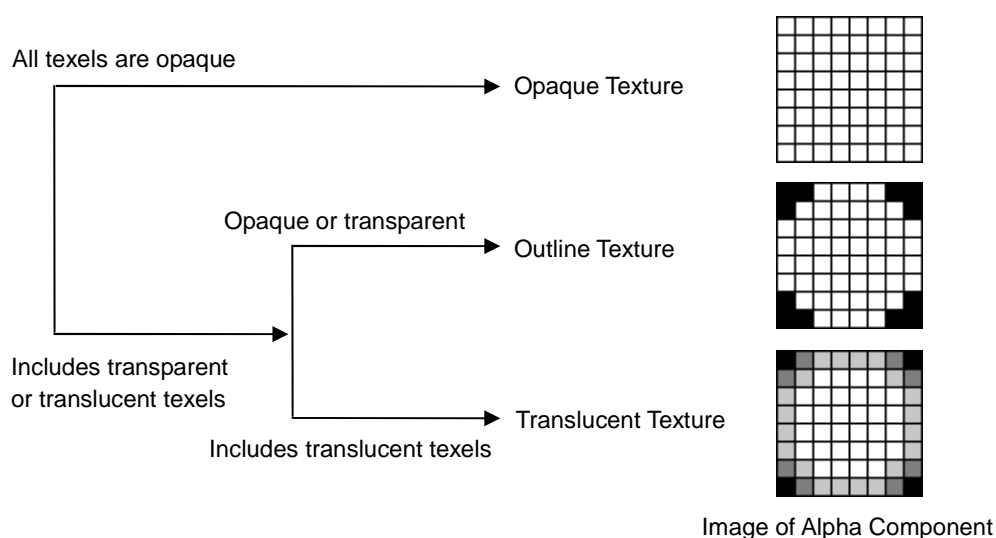 All texels are opaque
Opaque Texture
Opaque or transparent
Outline Texture
Includes transparent
or translucent texels
Translucent Texture
Includes translucent texels
Image of Alpha Component